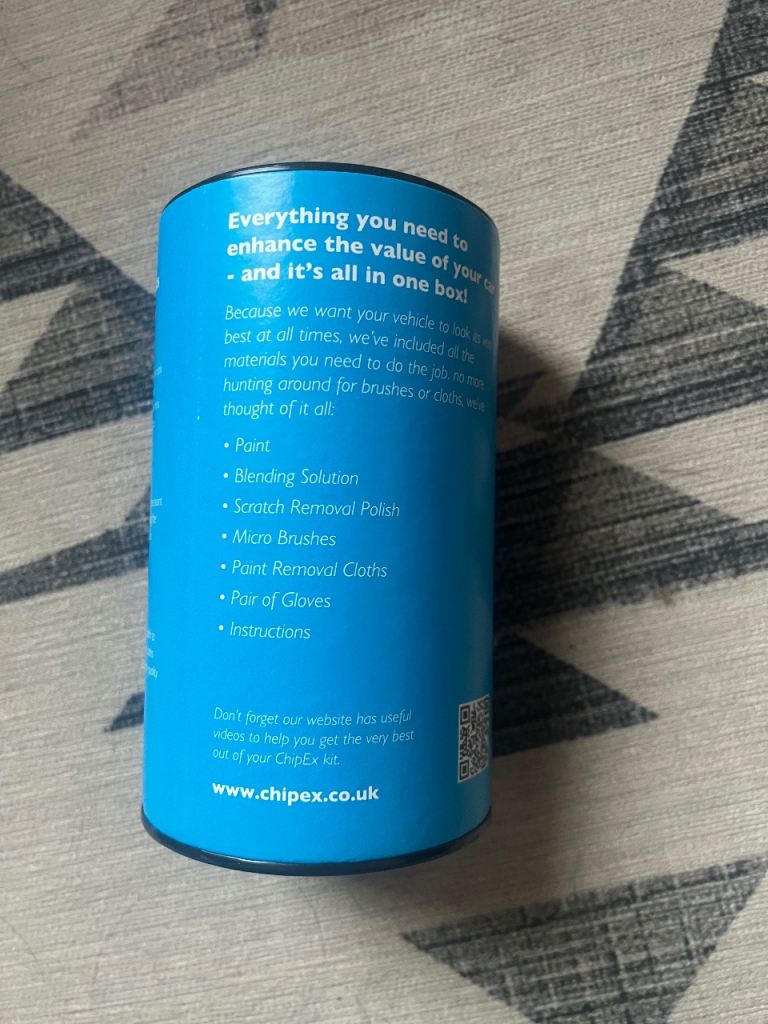 Everything you need to
enhance the value of your car
- and it's all in one box!
Because we want your vehicle to look its very
best at all times, we've included all the
materials you need to do the job. no more
hunting around for brushes or cloths, we've
thought of it all:
• Paint
• Blending Solution
• Scratch Removal Polish
• Micro Brushes
• Paint Removal Cloths
• Pair of Gloves
• Instructions
Don't forget our website has useful
videos to help you get the very best
out of your ChipEx kit.
www.chipex.co.uk